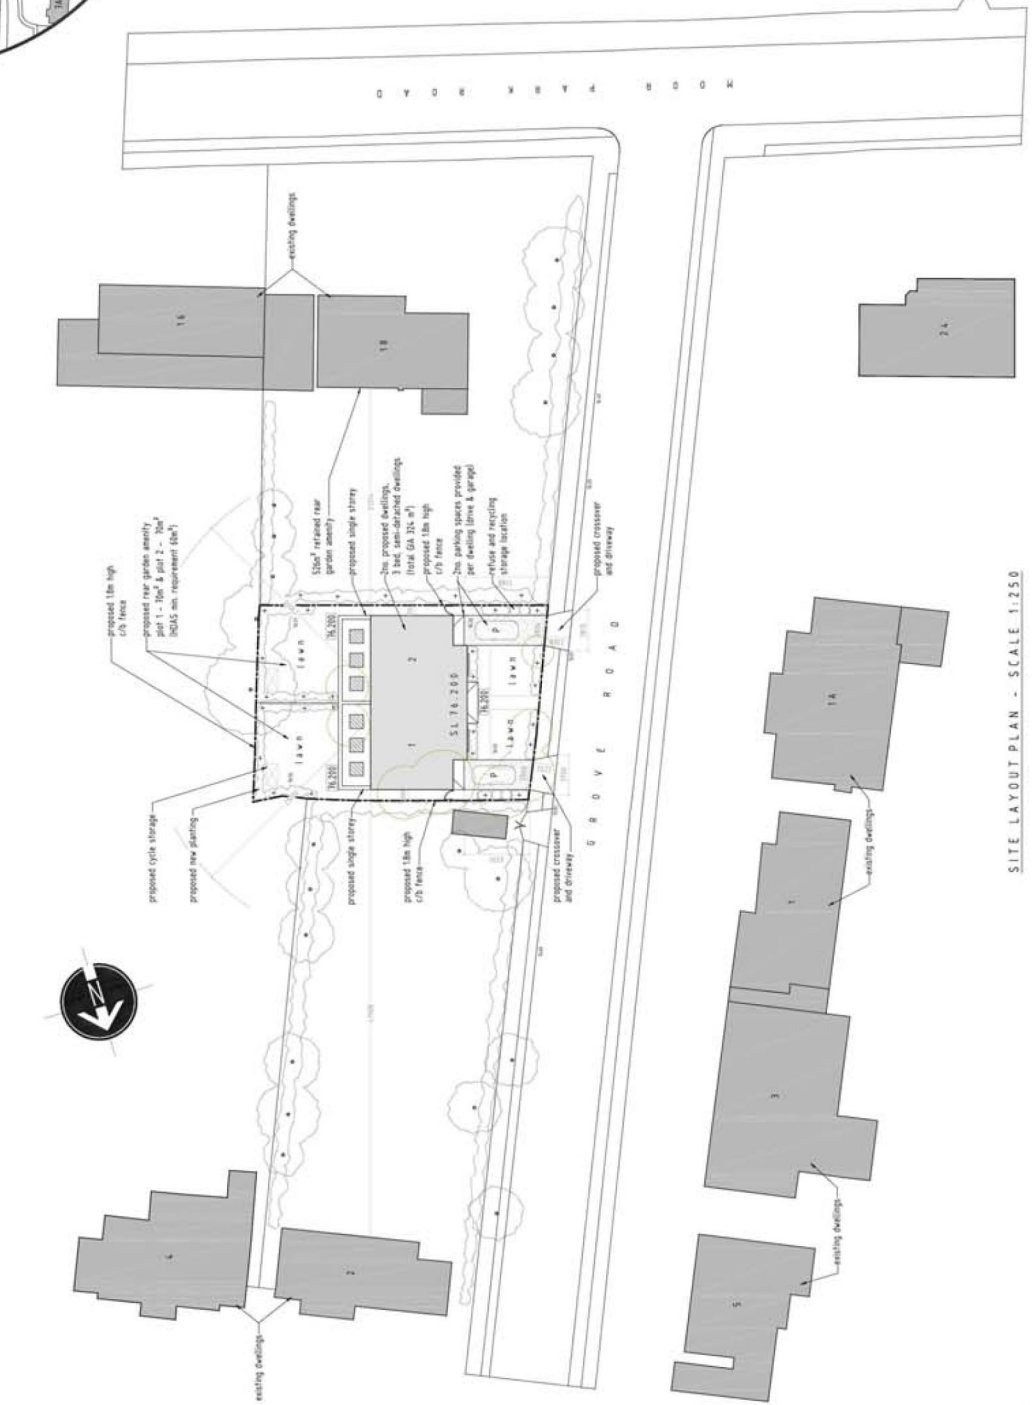 MOOR PARK ROAD
existing dwellings
16
18
24
proposed 1.8m high
c/b fence
proposed rear garden amenity
plot 1 - 70m² & plot 2 - 70m²
(HDAS min. requirement 60m²)
526m² retained rear
garden amenity
proposed single storey
2no. proposed dwellings,
3 bed, semi-detached dwellings
(total GIA 324 m²)
proposed 1.8m high
c/b fence
2no. parking spaces provided
per dwelling (drive & garage)
refuse and recycling
storage location
proposed crossover
and driveway
lawn
lawn
76.200
76.200
1
2
SL 76.200
76.200
P
P
lawn
lawn
GROVE ROAD
proposed cycle storage
proposed new planting
proposed single storey
proposed 1.8m high
c/b fence
proposed crossover
and driveway
N
1A
existing dwellings
1
3
existing dwellings
5
4
2
existing dwellings
SITE LAYOUT PLAN - SCALE 1:250